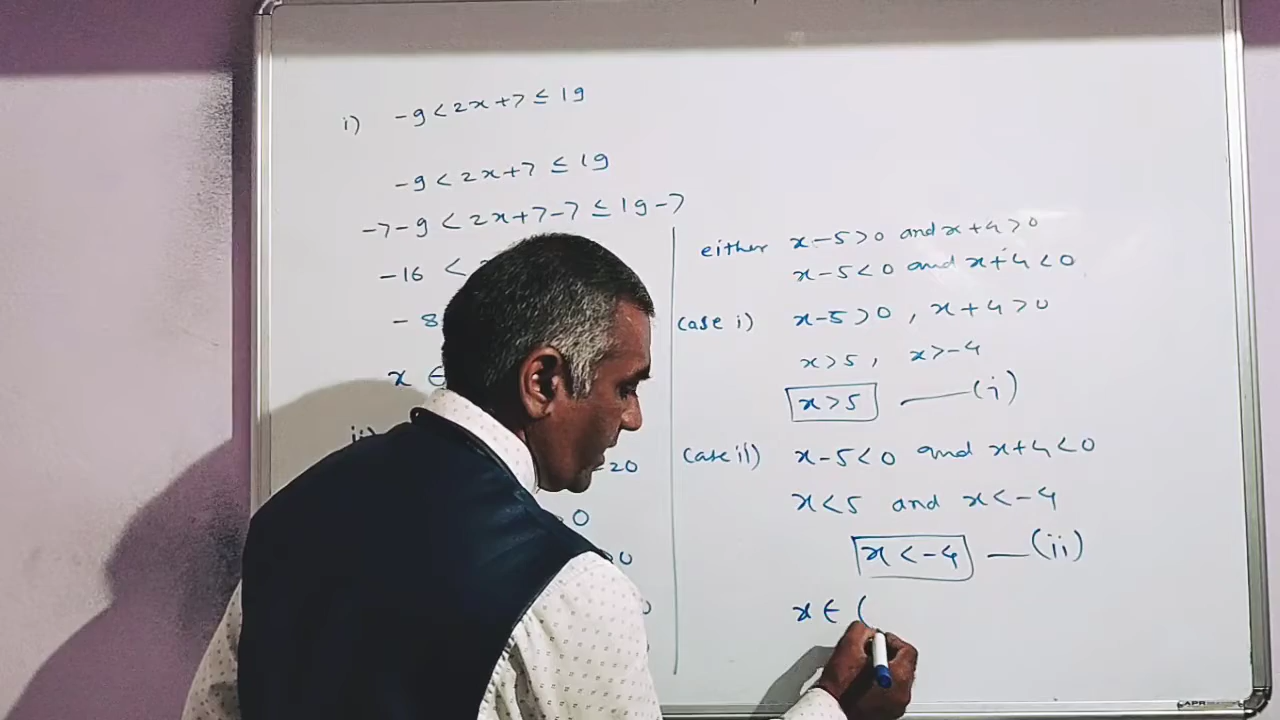 i) -9<2x+7≤19
-9<2x+7≤19
-7-9<2x+7-7≤19-7
-16 <
- 8
x ∈
20
0
0
either x-5>0 and x+4>0
x-5<0 and x+4<0
Case i) x-5>0, x+4>0
x>5, x>-4
x>5 —(i)
Case ii) x-5<0 and x+4<0
x<5 and x<-4
x<-4 —(ii)
x ∈ (